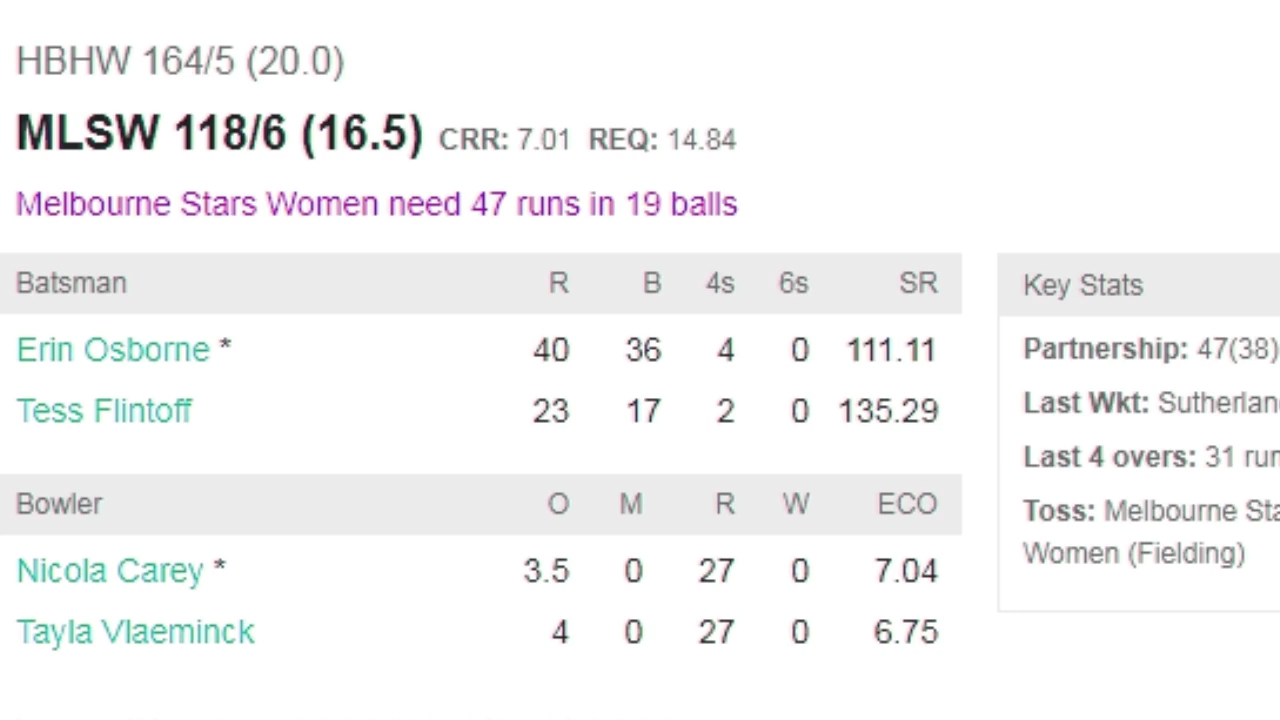 HBHW 164/5 (20.0)
MLSW 118/6 (16.5) CRR: 7.01 REQ: 14.84
Melbourne Stars Women need 47 runs in 19 balls
Batsman R B 4s 6s SR
Erin Osborne * 40 36 4 0 111.11
Tess Flintoff 23 17 2 0 135.29
Bowler O M R W ECO
Nicola Carey * 3.5 0 27 0 7.04
Tayla Vlaeminck 4 0 27 0 6.75
Key Stats
Partnership: 47(38)
Last Wkt: Sutherlan
Last 4 overs: 31 run
Toss: Melbourne Sta
Women (Fielding)